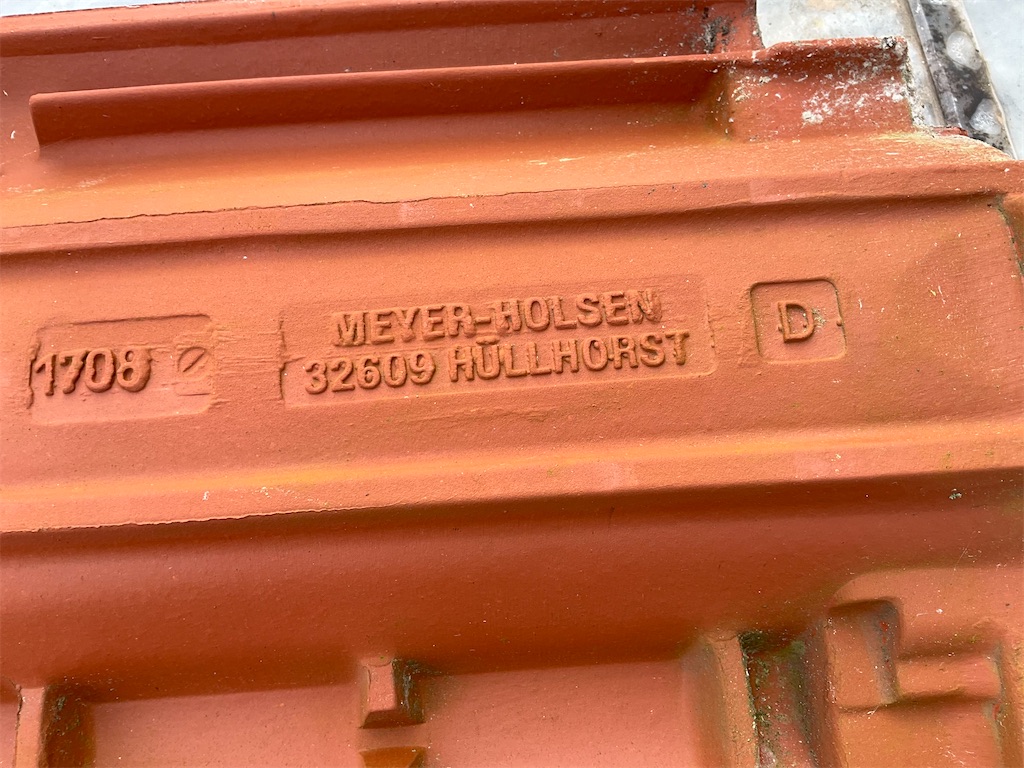 1708
MEYER-HOLSEN
32609 HÜLLHORST
D